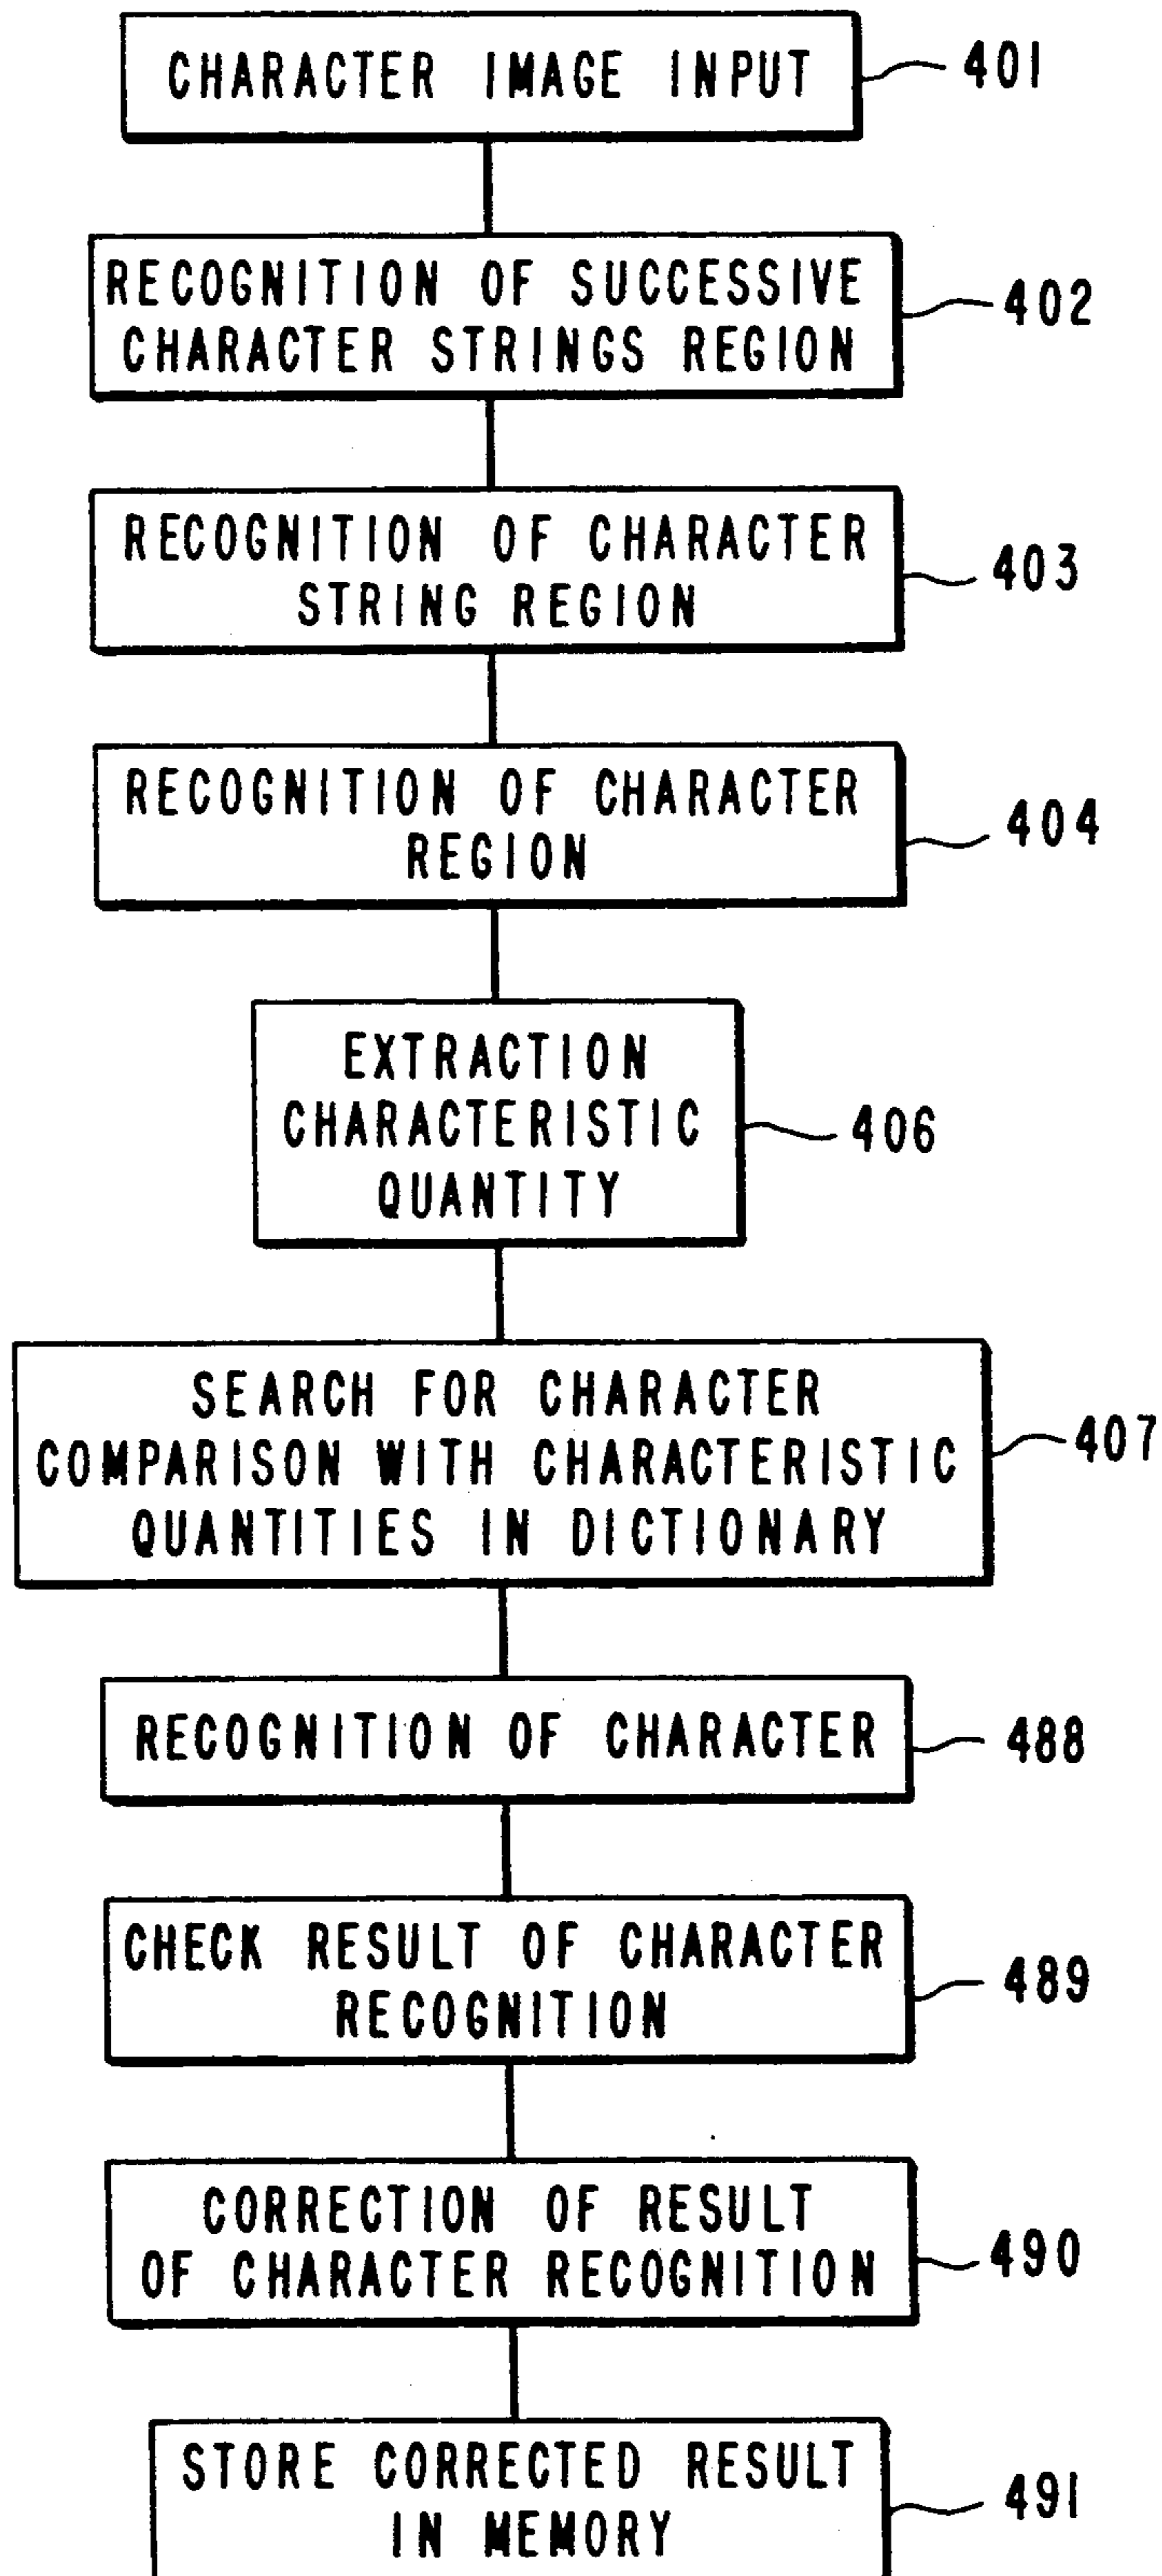 CHARACTER IMAGE INPUT
401
RECOGNITION OF SUCCESSIVE
CHARACTER STRINGS REGION
402
RECOGNITION OF CHARACTER
STRING REGION
403
RECOGNITION OF CHARACTER
REGION
404
EXTRACTION
CHARACTERISTIC
QUANTITY
406
SEARCH FOR CHARACTER
COMPARISON WITH CHARACTERISTIC
QUANTITIES IN DICTIONARY
407
RECOGNITION OF CHARACTER
488
CHECK RESULT OF CHARACTER
RECOGNITION
489
CORRECTION OF RESULT
OF CHARACTER RECOGNITION
490
STORE CORRECTED RESULT
IN MEMORY
491